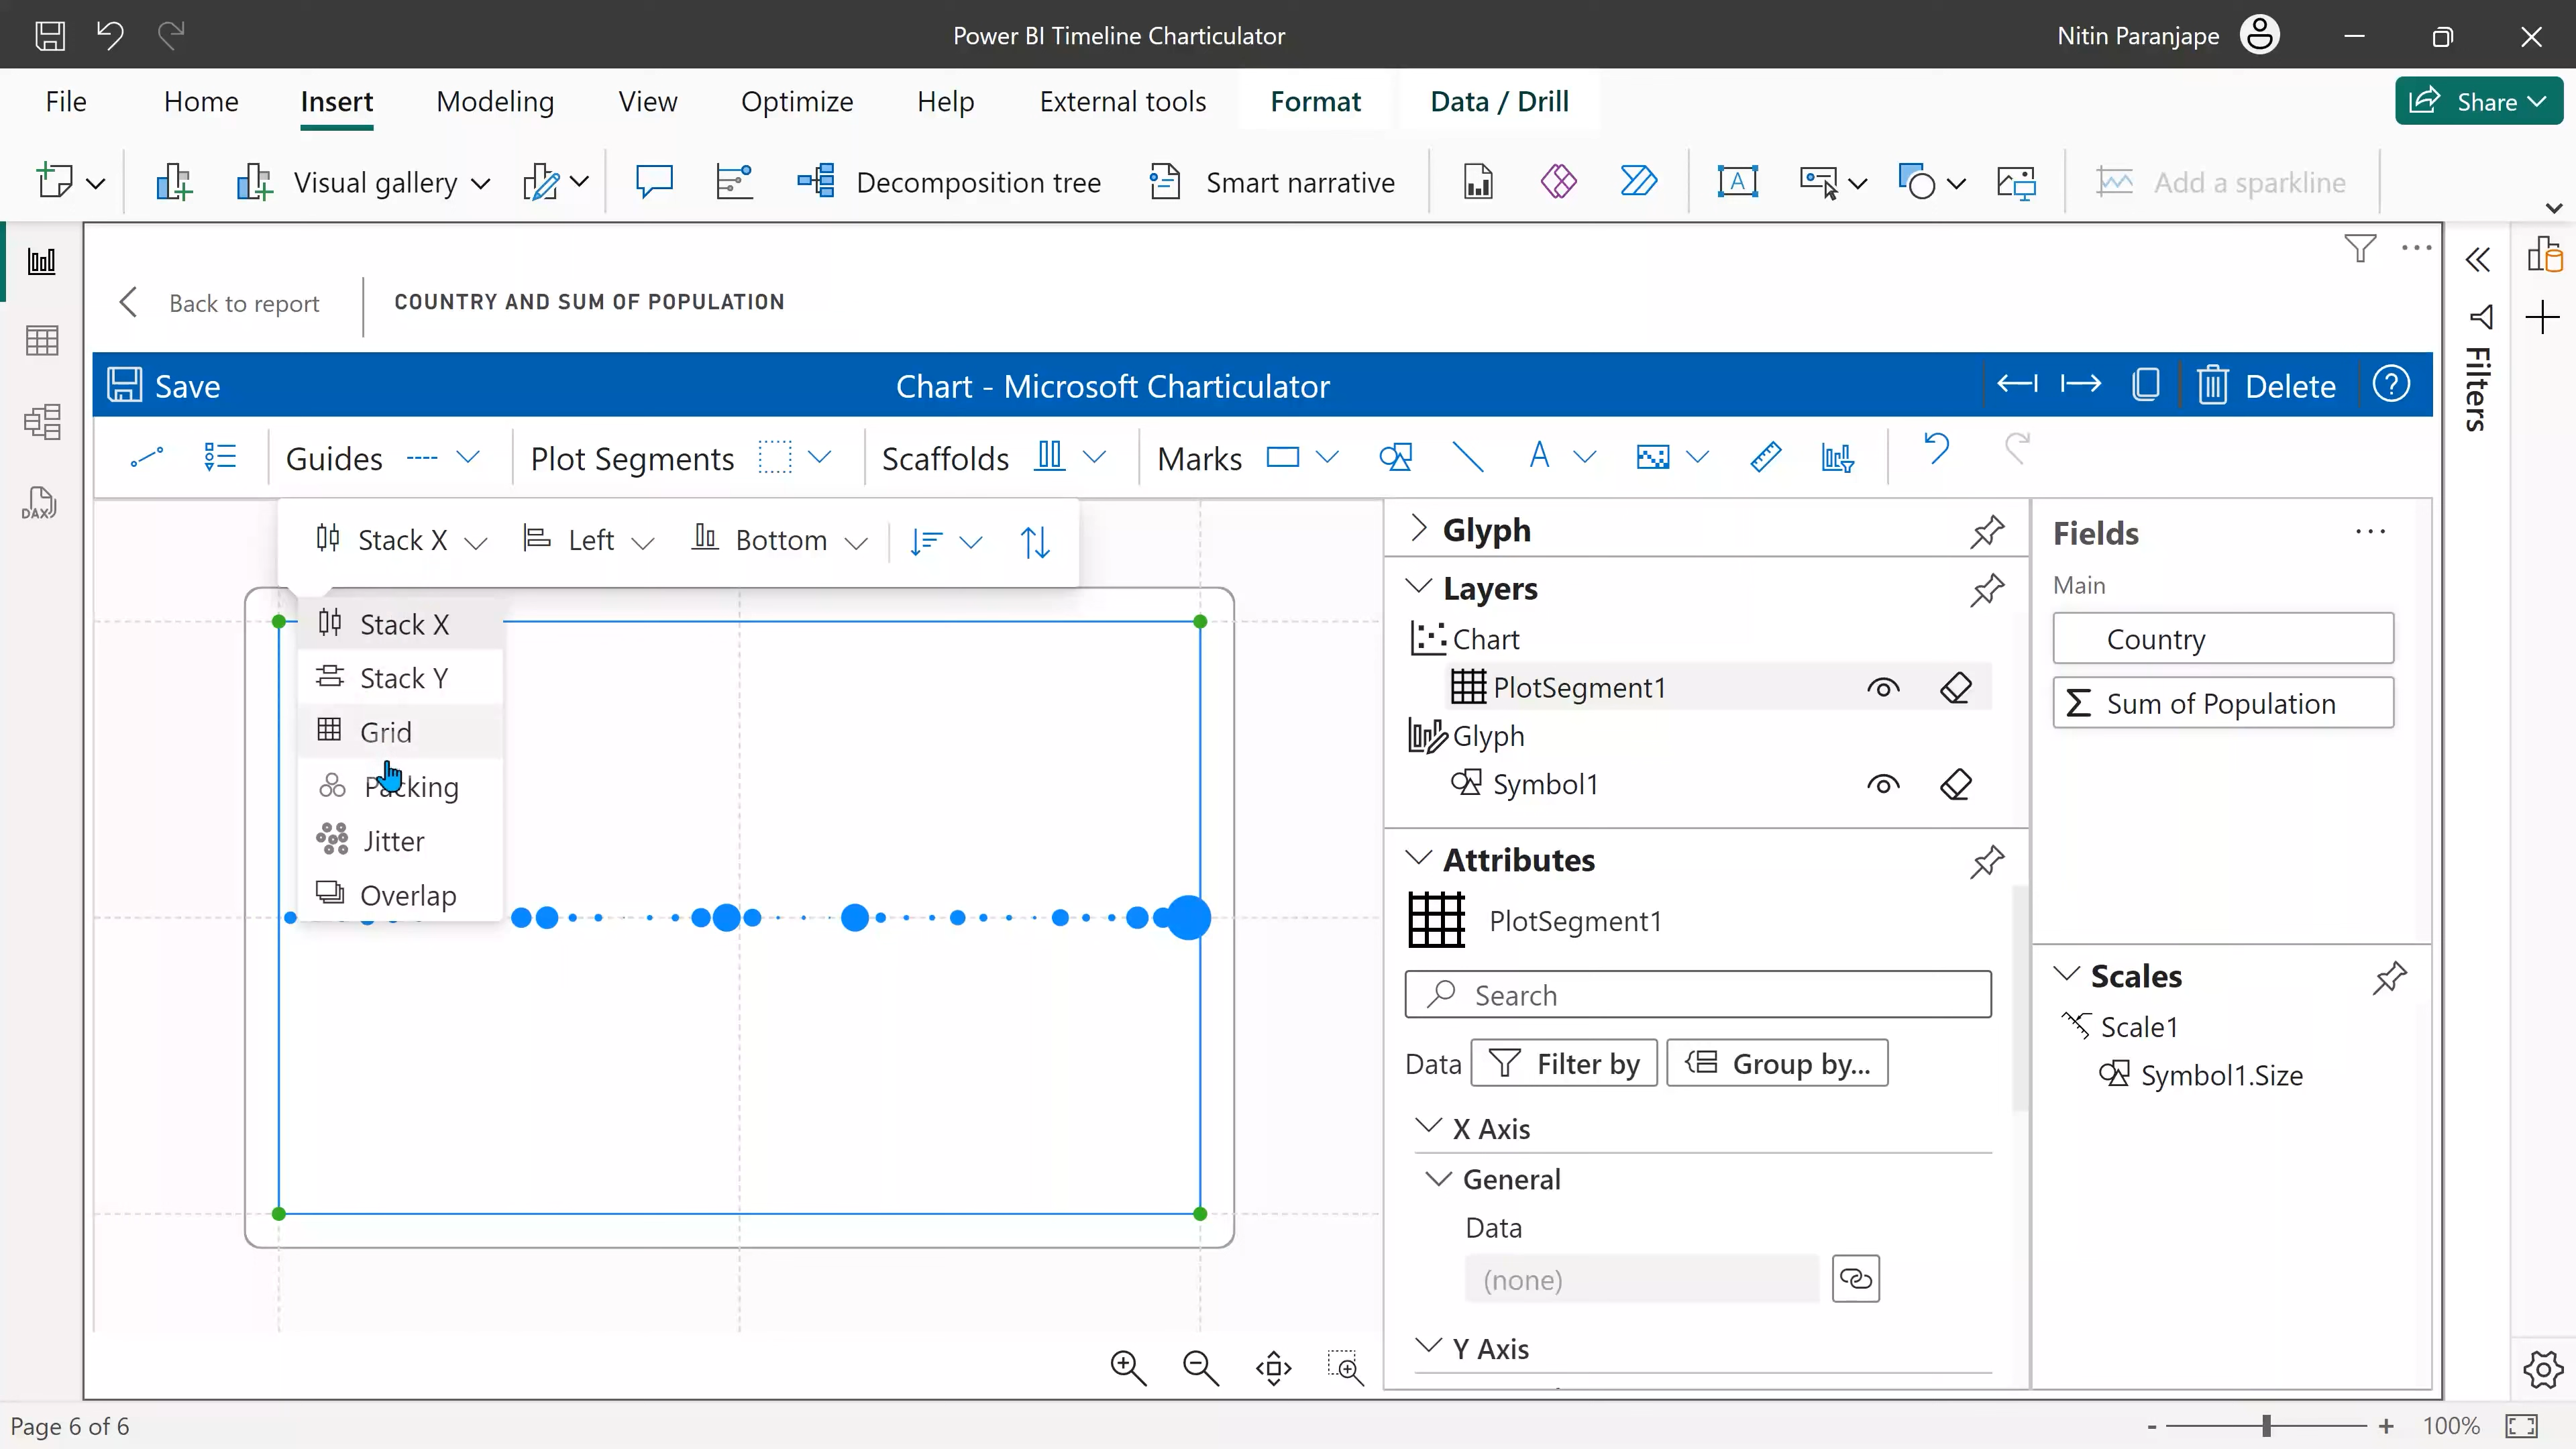 Power BI Timeline Charticulator
Nitin Paranjape
File Home Insert Modeling View Optimize Help External tools Format Data / Drill Share
Visual gallery Decomposition tree Smart narrative A Add a sparkline
Back to report COUNTRY AND SUM OF POPULATION
Save Chart - Microsoft Charticulator Delete ?
Guides Plot Segments Scaffolds Marks A
Stack X Left Bottom
Stack X
Stack Y
Grid
Packing
Jitter
Overlap
Glyph
Layers
Chart
PlotSegment1
Glyph
Symbol1
Attributes
PlotSegment1
Search
Data Filter by Group by...
X Axis
General
Data
(none)
Y Axis
Fields
Main
Country
Σ Sum of Population
Scales
Scale1
Symbol1.Size
Filters
DAX
Page 6 of 6
- + 100%